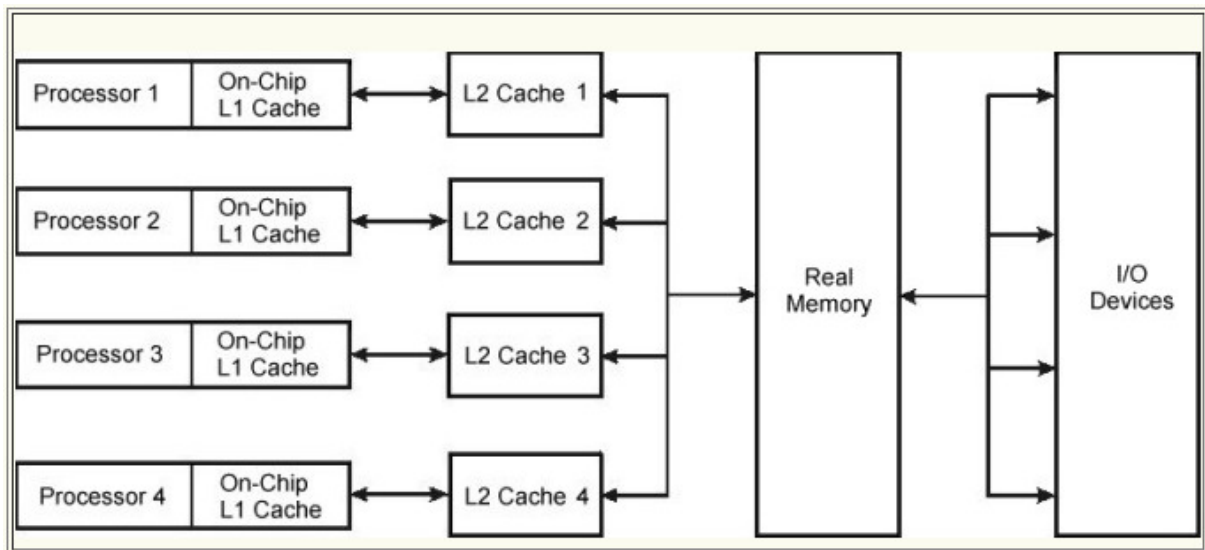 Processor 1
On-Chip
L1 Cache
L2 Cache 1
Processor 2
On-Chip
L1 Cache
L2 Cache 2
Processor 3
On-Chip
L1 Cache
L2 Cache 3
Processor 4
On-Chip
L1 Cache
L2 Cache 4
Real
Memory
I/O
Devices